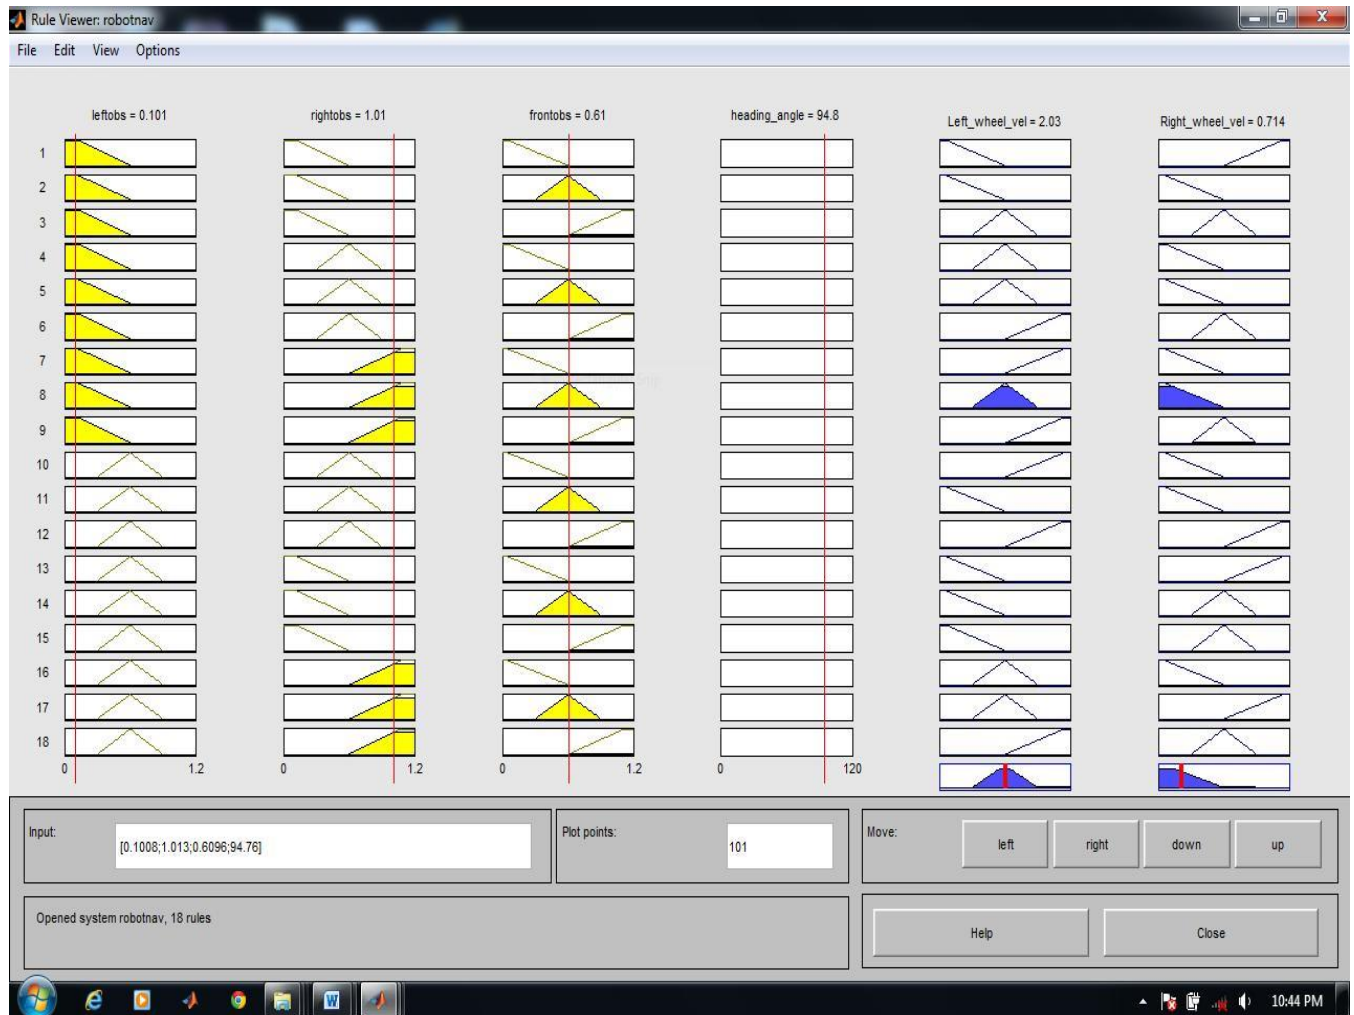 Rule Viewer: robotnav
File Edit View Options
leftobs = 0.101 rightobs = 1.01 frontobs = 0.61 heading_angle = 94.8 Left_wheel_vel = 2.03 Right_wheel_vel = 0.714
1
2
3
4
5
6
7
8
9
10
11
12
13
14
15
16
17
18
0 1.2 0 1.2 0 1.2 0 120
Input: [0.1008;1.013;0.6096;94.76] Plot points: 101 Move: left right down up
Opened system robotnav, 18 rules
Help Close
10:44 PM